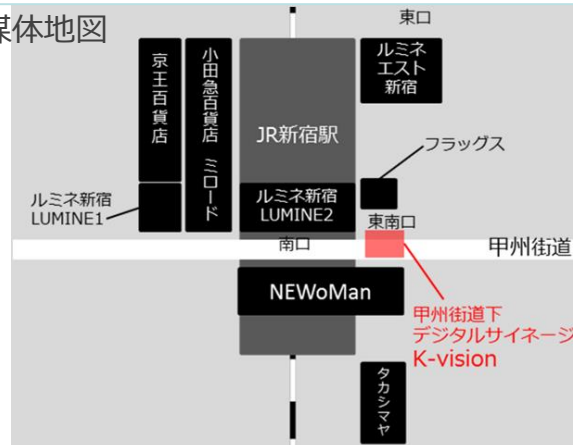 媒体地図
東口
京王百貨店
小田急百貨店 ミロード
JR新宿駅
ルミネ
エスト
新宿
フラッグス
ルミネ新宿
LUMINE1
ルミネ新宿
LUMINE2
東南口
南口
甲州街道
NEWoMan
甲州街道下
デジタルサイネージ
K-vision
タカシマヤ